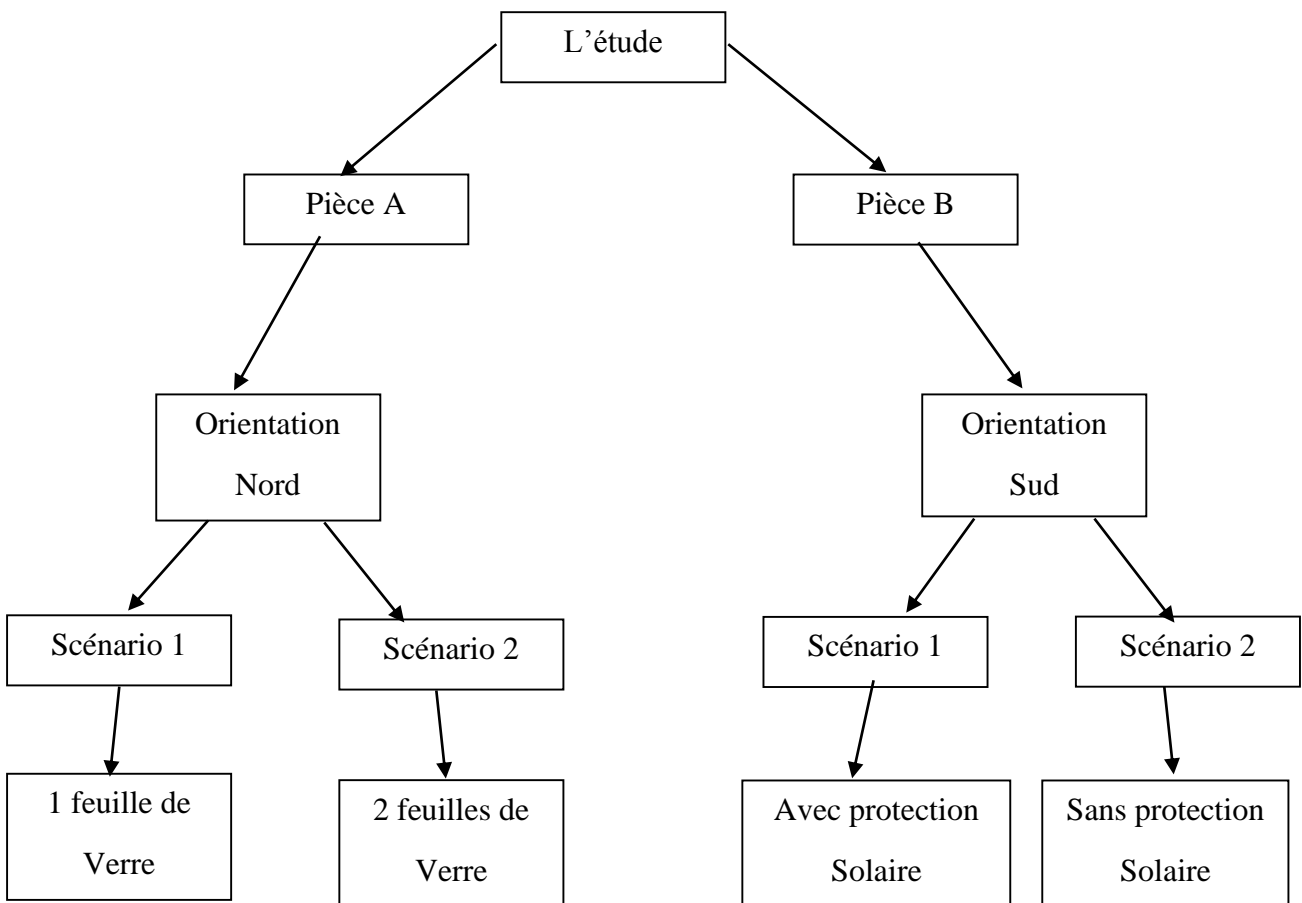 L’étude
Pièce A
Pièce B
Orientation
Nord
Orientation
Sud
Scénario 1
Scénario 2
Scénario 1
Scénario 2
1 feuille de
Verre
2 feuilles de
Verre
Avec protection
Solaire
Sans protection
Solaire